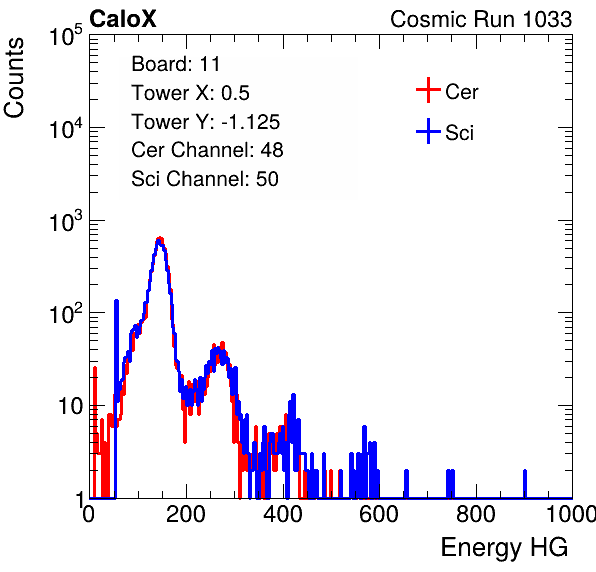 CaloX Cosmic Run 1033
Counts
10^5
10^4
10^3
10^2
10
1
Board: 11
Tower X: 0.5
Tower Y: -1.125
Cer Channel: 48
Sci Channel: 50
Cer
Sci
0 200 400 600 800 1000
Energy HG